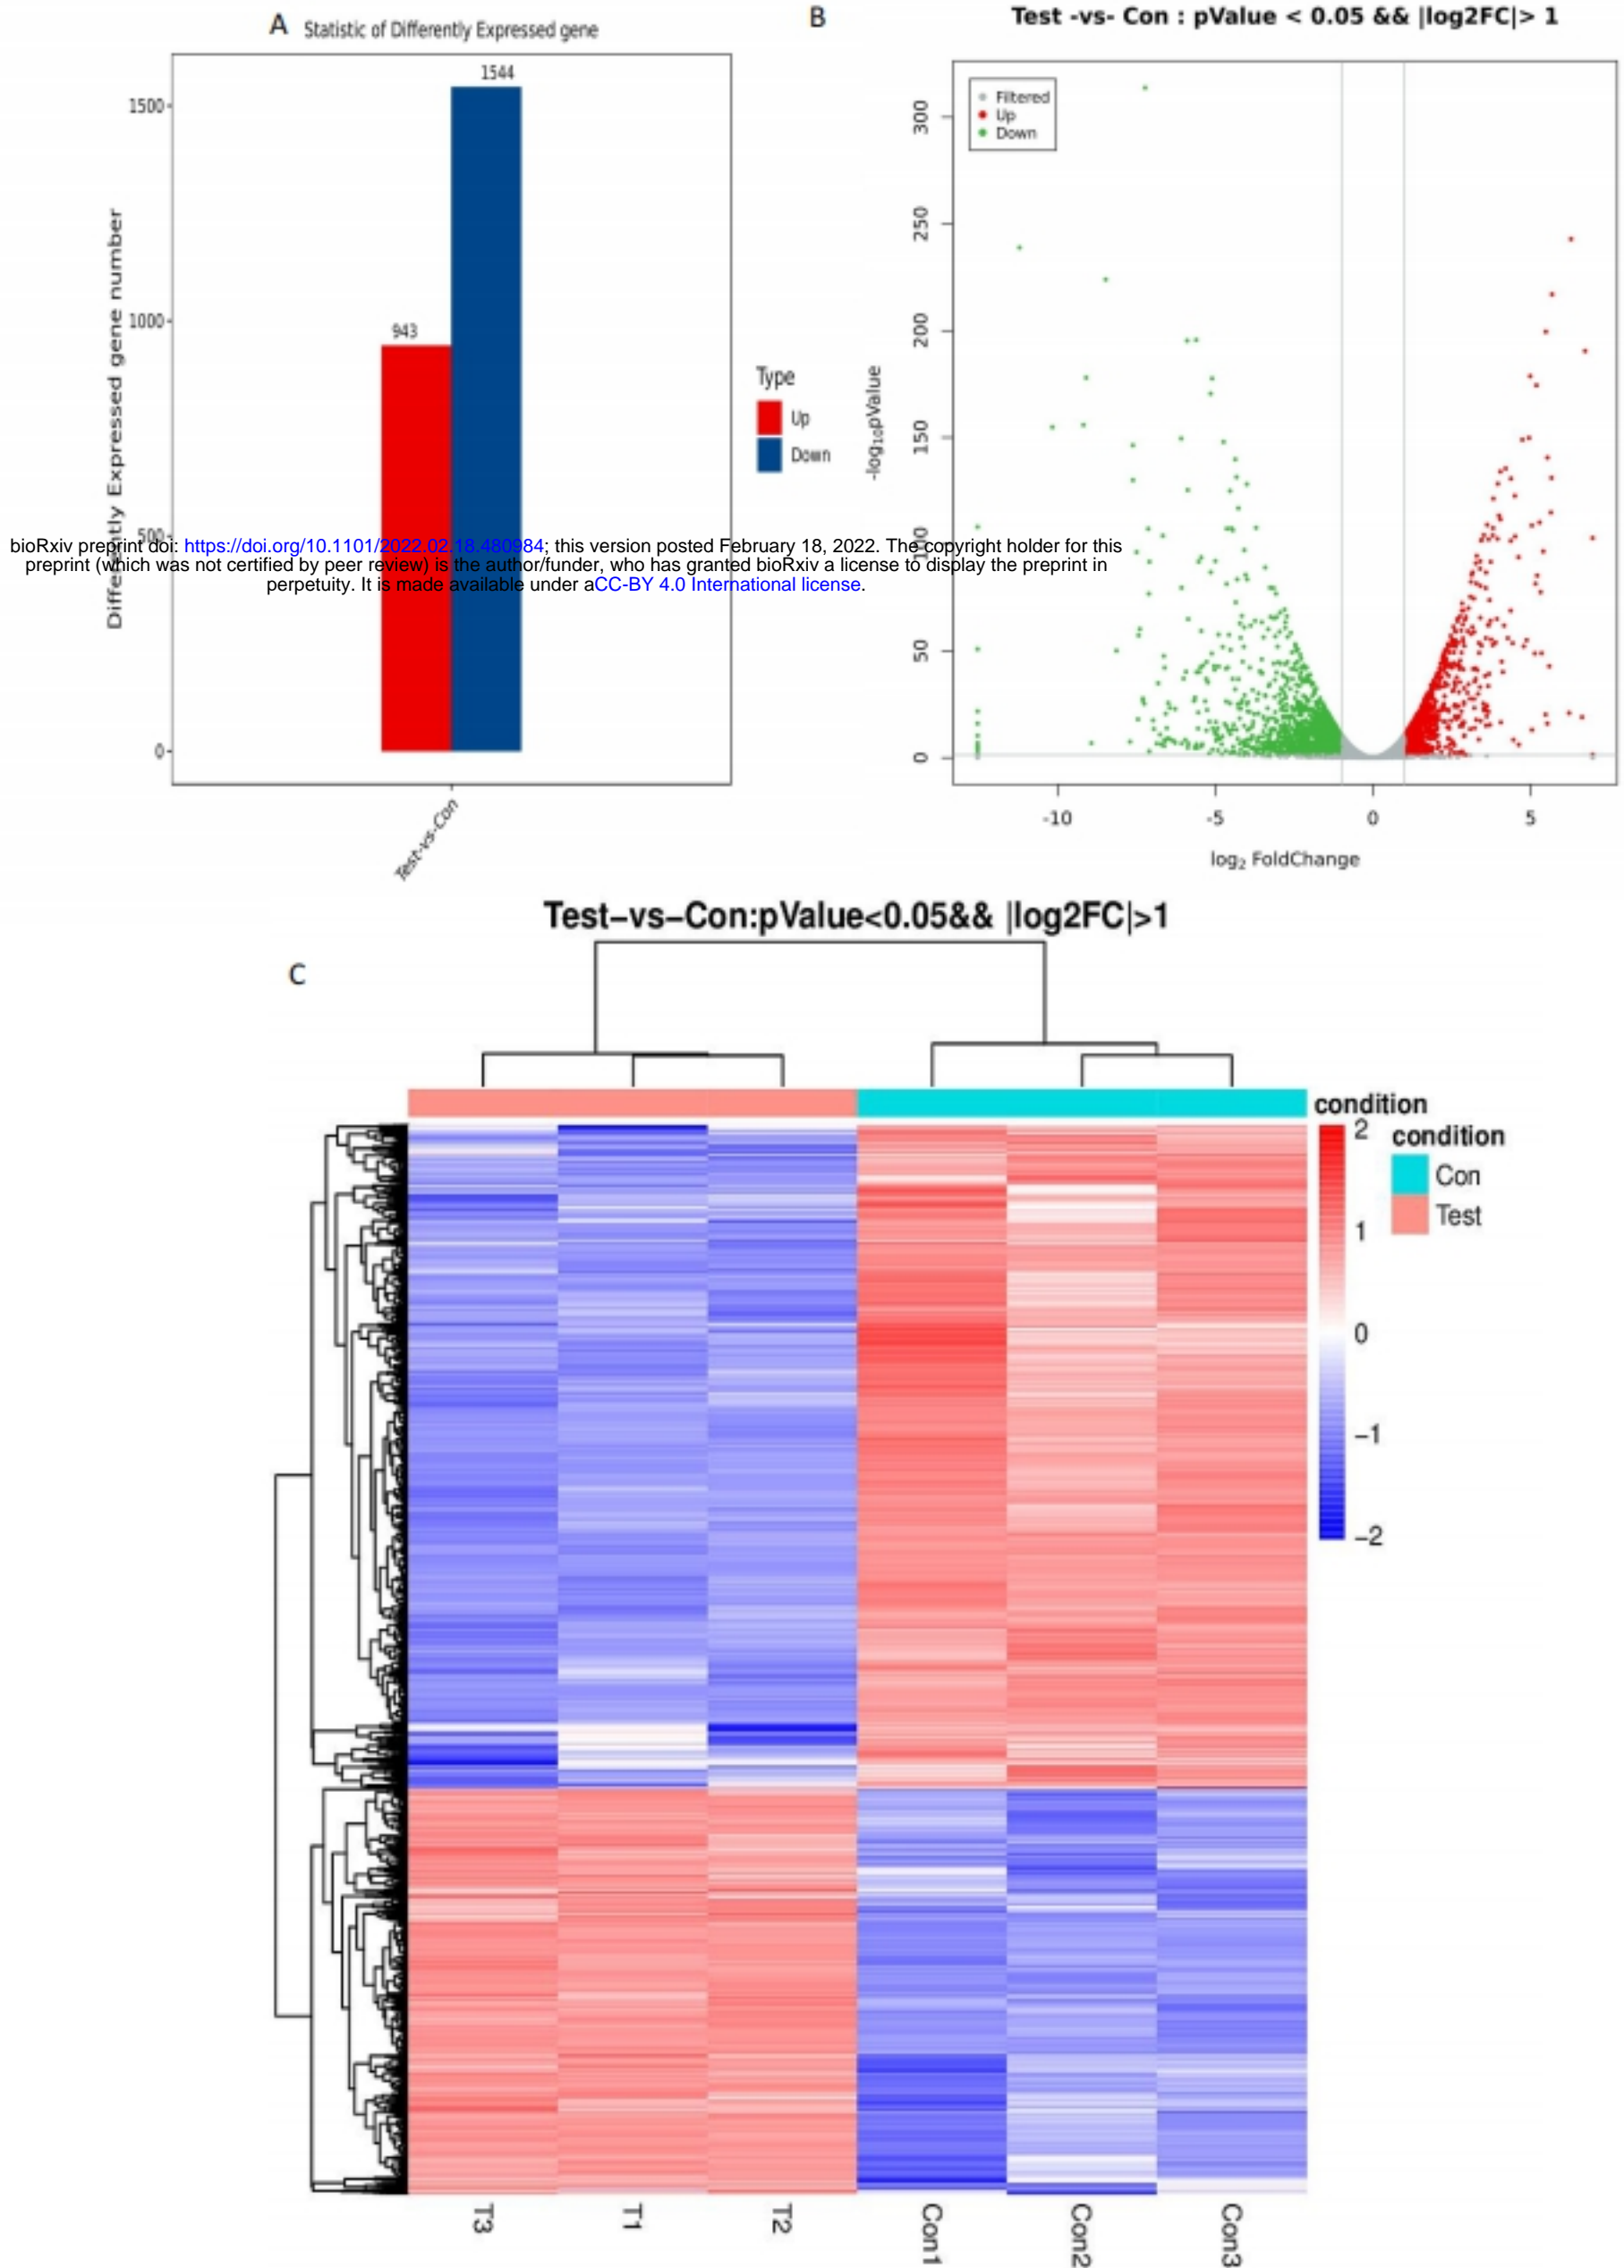 A Statistic of Differently Expressed gene
1544
1500
943
1000
500
0
Differently Expressed gene number
Test-vs-Con
Type
Up
Down
B
Test -vs- Con : pValue < 0.05 && |log2FC|> 1
Filtered
Up
Down
300
250
200
150
100
50
0
-log10pValue
-10 -5 0 5
log2 FoldChange
bioRxiv preprint doi: https://doi.org/10.1101/2022.02.18.480984; this version posted February 18, 2022. The copyright holder for this
preprint (which was not certified by peer review) is the author/funder, who has granted bioRxiv a license to display the preprint in
perpetuity. It is made available under aCC-BY 4.0 International license.
Test–vs–Con:pValue<0.05&& |log2FC|>1
C
condition
2
1
0
−1
−2
condition
Con
Test
T3 T1 T2 Con1 Con2 Con3